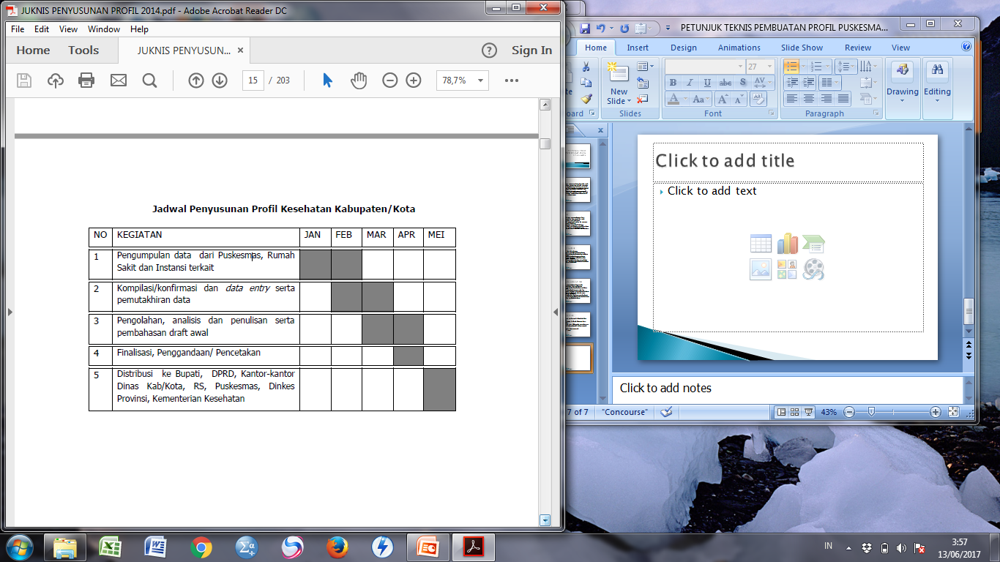 JUKNIS PENYUSUNAN PROFIL 2014.pdf - Adobe Acrobat Reader DC
File Edit View Window Help
Home Tools JUKNIS PENYUSUN... × ? Sign In
15 / 203 78,7%
Jadwal Penyusunan Profil Kesehatan Kabupaten/Kota
NO KEGIATAN JAN FEB MAR APR MEI
1 Pengumpulan data dari Puskesmas, Rumah
Sakit dan Instansi terkait
2 Kompilasi/konfirmasi dan data entry serta
pemutakhiran data
3 Pengolahan, analisis dan penulisan serta
pembahasan draft awal
4 Finalisasi, Penggandaan/ Pencetakan
5 Distribusi ke Bupati, DPRD, Kantor-kantor
Dinas Kab/Kota, RS, Puskesmas, Dinkes
Provinsi, Kementerian Kesehatan
PETUNJUK TEKNIS PEMBUATAN PROFIL PUSKESMA...
Home Insert Design Animations Slide Show Review View
27
New
Slide
Drawing Editing
Slides Font Paragraph
Click to add title
Click to add text
Click to add notes
7 of 7 "Concourse" 43%
IN 3:57
13/06/2017